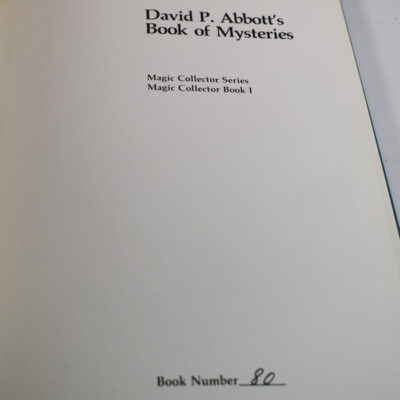 David P. Abbott's
Book of Mysteries
Magic Collector Series
Magic Collector Book 1
Book Number 80